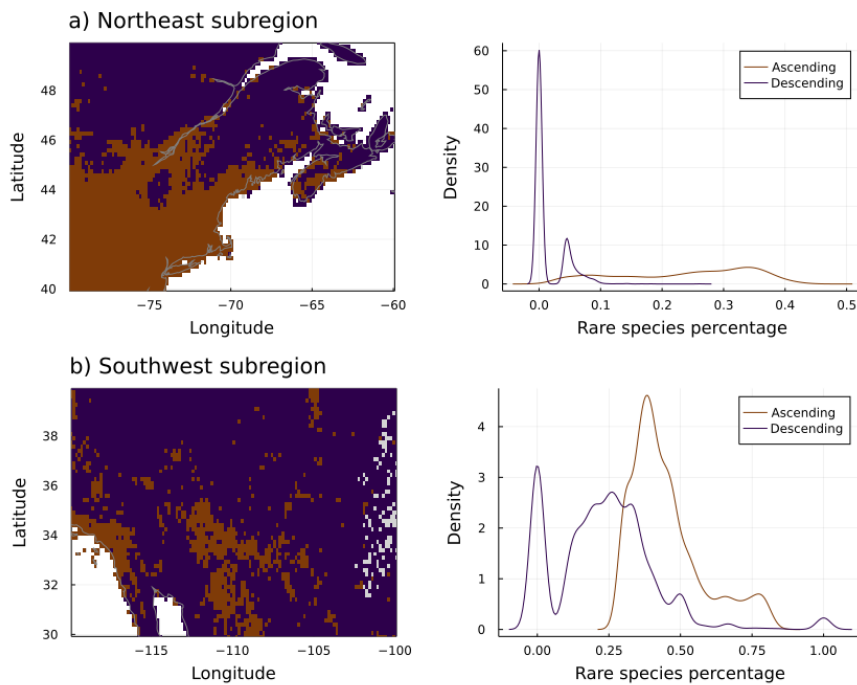 a) Northeast subregion
Latitude
48
46
44
42
40
−75
−70
−65
−60
Longitude
Density
60
50
40
30
20
10
0
0.0
0.1
0.2
0.3
0.4
0.5
Rare species percentage
Ascending
Descending
b) Southwest subregion
Latitude
38
36
34
32
30
−115
−110
−105
−100
Longitude
Density
4
3
2
1
0
0.00
0.25
0.50
0.75
1.00
Rare species percentage
Ascending
Descending